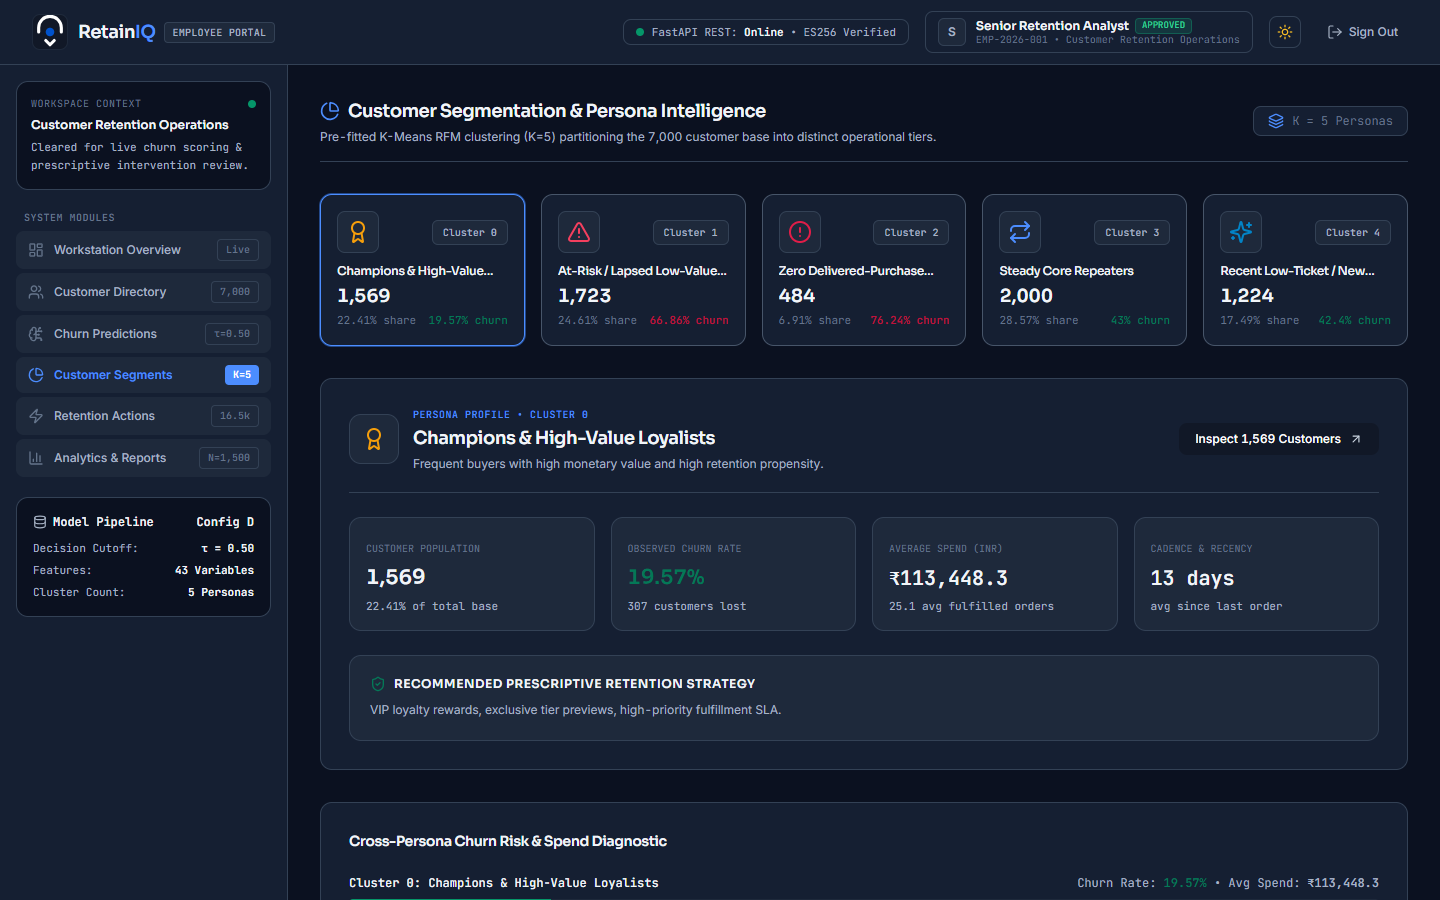 RetainIQ EMPLOYEE PORTAL
FastAPI REST: Online • ES256 Verified
S
Senior Retention Analyst APPROVED
EMP-2026-001 • Customer Retention Operations
Sign Out
WORKSPACE CONTEXT
Customer Retention Operations
Cleared for live churn scoring &
prescriptive intervention review.
SYSTEM MODULES
Workstation Overview Live
Customer Directory 7,000
Churn Predictions τ=0.50
Customer Segments K=5
Retention Actions 16.5k
Analytics & Reports N=1,500
Model Pipeline Config D
Decision Cutoff: τ = 0.50
Features: 43 Variables
Cluster Count: 5 Personas
Customer Segmentation & Persona Intelligence
Pre-fitted K-Means RFM clustering (K=5) partitioning the 7,000 customer base into distinct operational tiers.
K = 5 Personas
Cluster 0
Champions & High-Value...
1,569
22.41% share 19.57% churn
Cluster 1
At-Risk / Lapsed Low-Value...
1,723
24.61% share 66.86% churn
Cluster 2
Zero Delivered-Purchase...
484
6.91% share 76.24% churn
Cluster 3
Steady Core Repeaters
2,000
28.57% share 43% churn
Cluster 4
Recent Low-Ticket / New...
1,224
17.49% share 42.4% churn
PERSONA PROFILE • CLUSTER 0
Champions & High-Value Loyalists
Frequent buyers with high monetary value and high retention propensity.
Inspect 1,569 Customers
CUSTOMER POPULATION
1,569
22.41% of total base
OBSERVED CHURN RATE
19.57%
307 customers lost
AVERAGE SPEND (INR)
₹113,448.3
25.1 avg fulfilled orders
CADENCE & RECENCY
13 days
avg since last order
RECOMMENDED PRESCRIPTIVE RETENTION STRATEGY
VIP loyalty rewards, exclusive tier previews, high-priority fulfillment SLA.
Cross-Persona Churn Risk & Spend Diagnostic
Cluster 0: Champions & High-Value Loyalists
Churn Rate: 19.57% • Avg Spend: ₹113,448.3